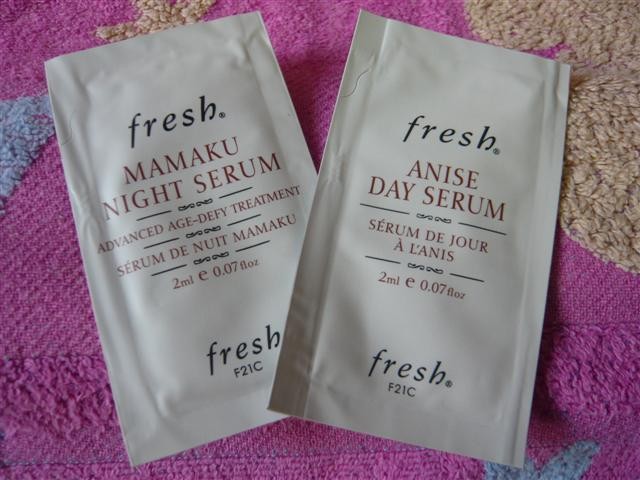 fresh®
MAMAKU
NIGHT SERUM
ADVANCED AGE-DEFY TREATMENT
SÉRUM DE NUIT MAMAKU
2ml e 0.07floz
fresh
F21C
fresh®
ANISE
DAY SERUM
SÉRUM DE JOUR
À L'ANIS
2ml e 0.07floz
fresh®
F21C